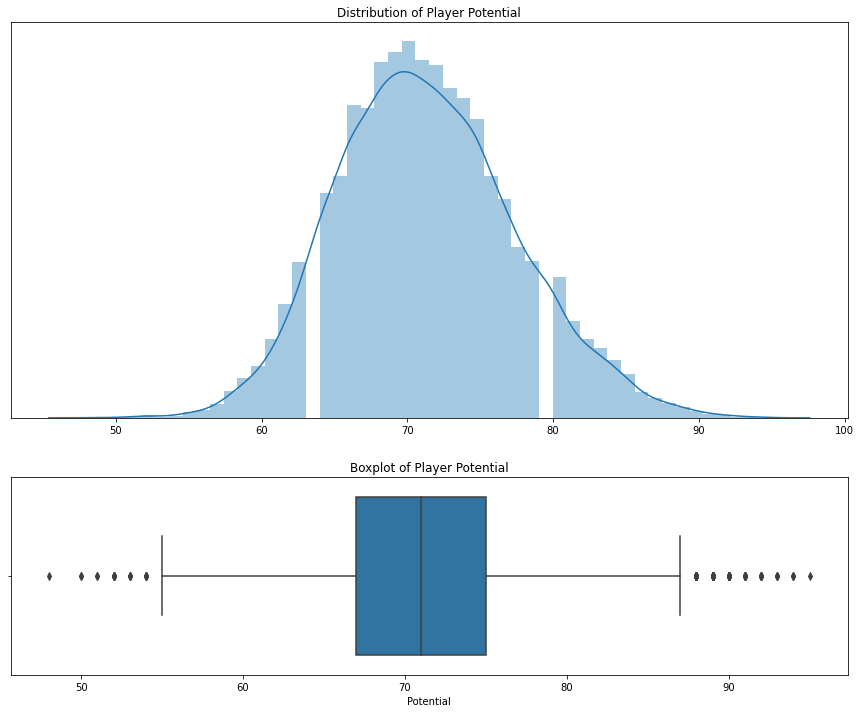 Distribution of Player Potential
50 60 70 80 90 100
Boxplot of Player Potential
50 60 70 80 90
Potential